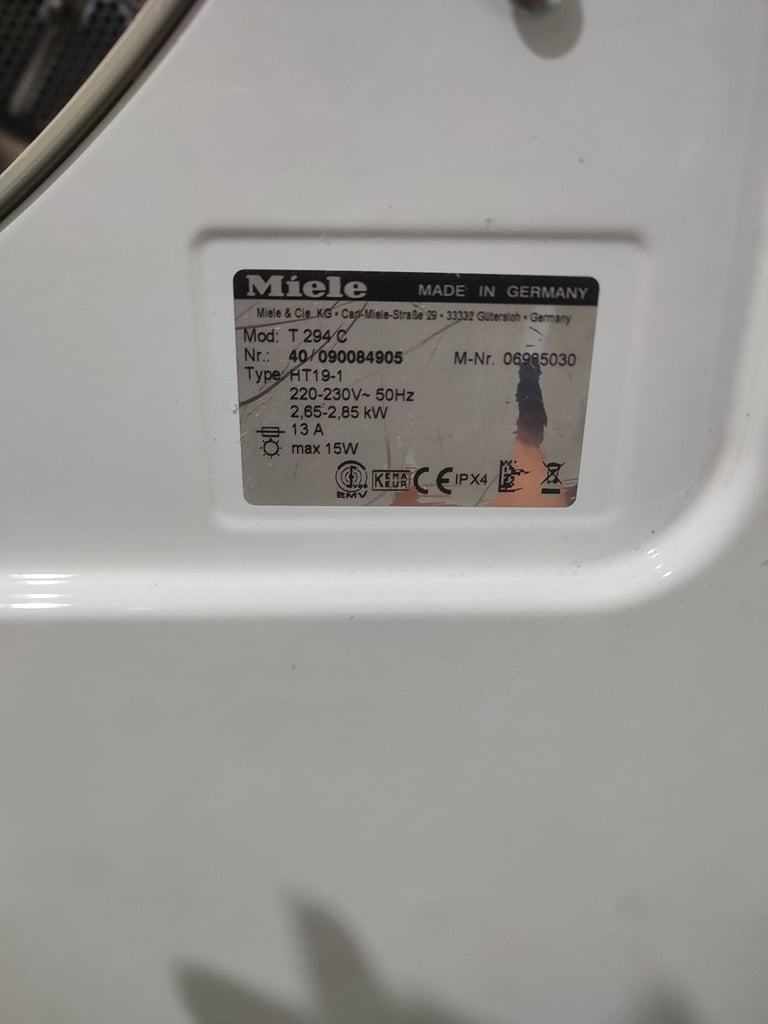 Miele MADE IN GERMANY
Miele & Cie. KG • Carl-Miele-Straße 29 • 33332 Gütersloh • Germany
Mod: T 294 C
Nr.: 40/090084905 M-Nr. 06985030
Type: HT19-1
220-230V~ 50Hz
2,65-2,85 kW
13 A
max 15W
EMV KEMA KEUR CE IPX4